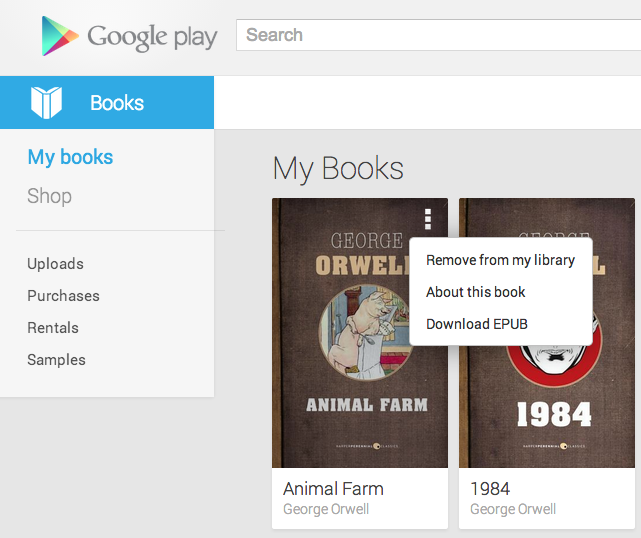 Google play
Search
Books
My books
Shop
Uploads
Purchases
Rentals
Samples
My Books
GEORGE
ORWELL
ANIMAL FARM
HARPERPERENNIAL CLASSICS
Animal Farm
George Orwell
Remove from my library
About this book
Download EPUB
1984
HARPERPERENNIAL CLASSICS
1984
George Orwell